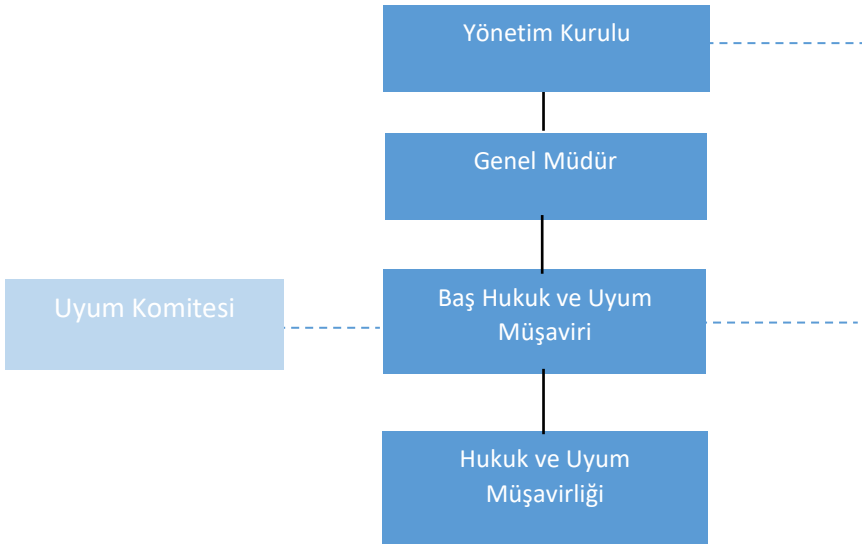 Yönetim Kurulu
Genel Müdür
Uyum Komitesi
Baş Hukuk ve Uyum
Müşaviri
Hukuk ve Uyum
Müşavirliği